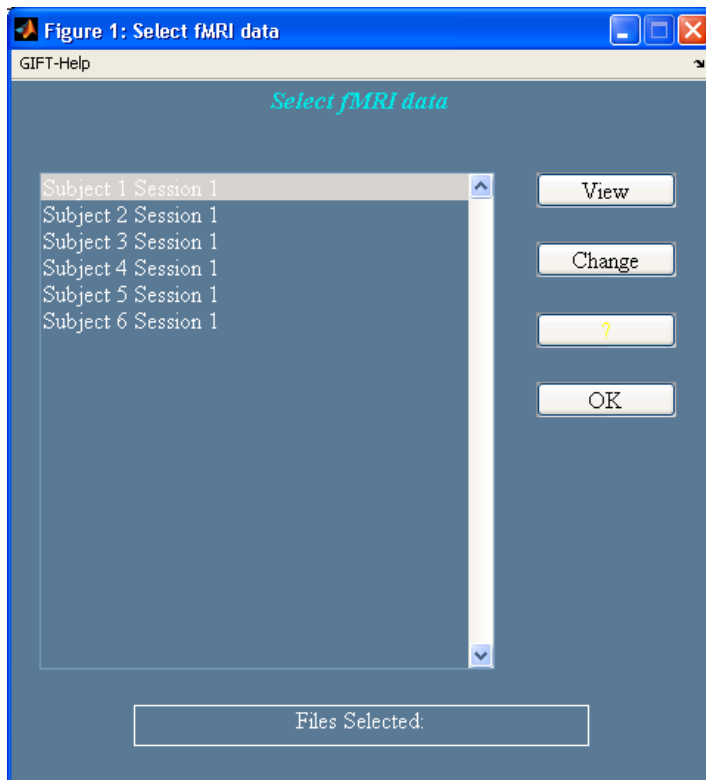 Figure 1: Select fMRI data
GIFT-Help
Select fMRI data
Subject 1 Session 1
Subject 2 Session 1
Subject 3 Session 1
Subject 4 Session 1
Subject 5 Session 1
Subject 6 Session 1
View
Change
?
OK
Files Selected: